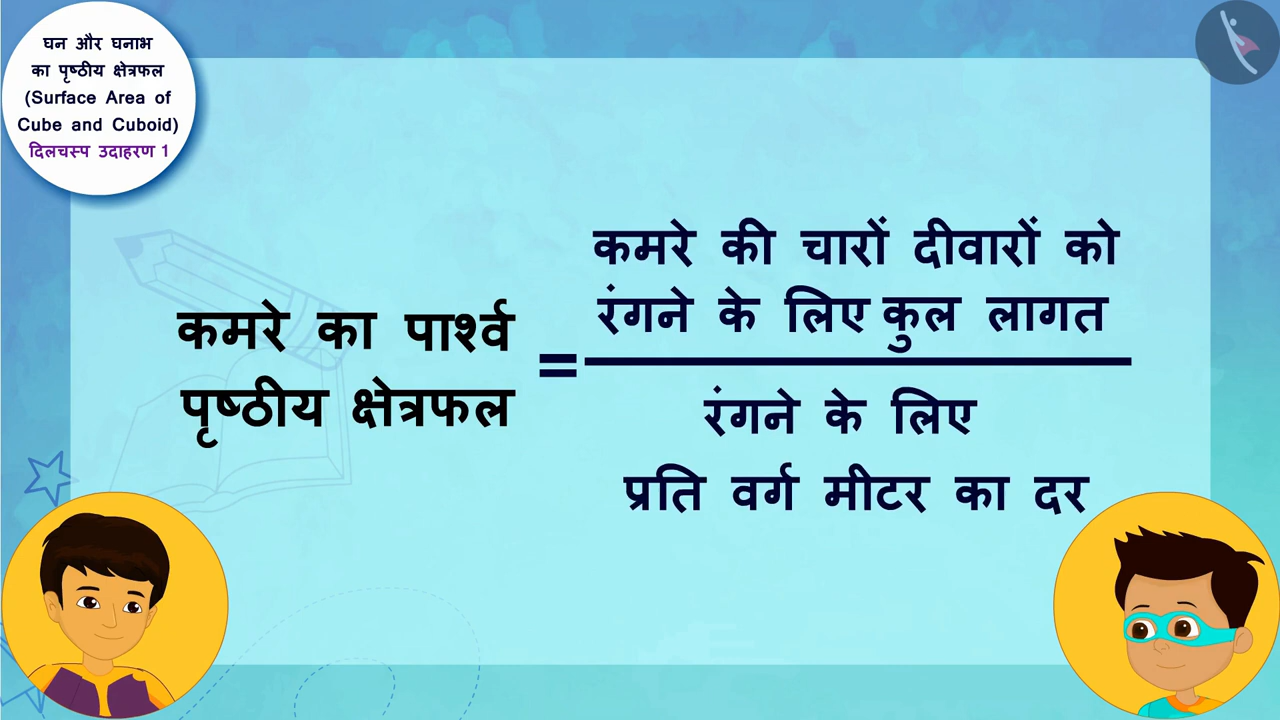 घन और घनाभ
का पृष्ठीय क्षेत्रफल
(Surface Area of
Cube and Cuboid)
दिलचस्प उदाहरण 1
कमरे का पार्श्व
पृष्ठीय क्षेत्रफल
=
कमरे की चारों दीवारों को
रंगने के लिए कुल लागत
रंगने के लिए
प्रति वर्ग मीटर का दर